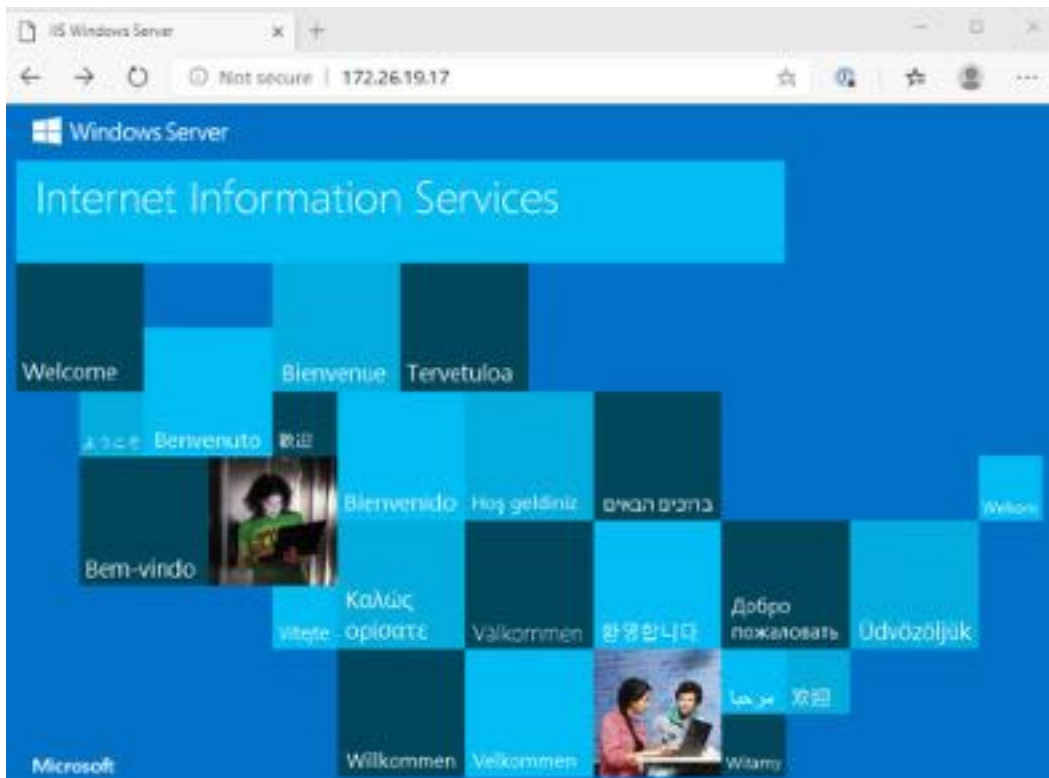 IIS Windows Server
Not secure | 172.26.19.17
Windows Server
Internet Information Services
Welcome
Bienvenue
Tervetuloa
ようこそ
Benvenuto
歡迎
Bienvenido
Hoş geldiniz
ברוכים הבאים
Welkom
Bem-vindo
Vítejte
Καλώς
ορίσατε
Välkommen
환영합니다
Добро
пожаловать
Üdvözöljük
مرحبا
欢迎
Willkommen
Velkommen
Witamy
Microsoft